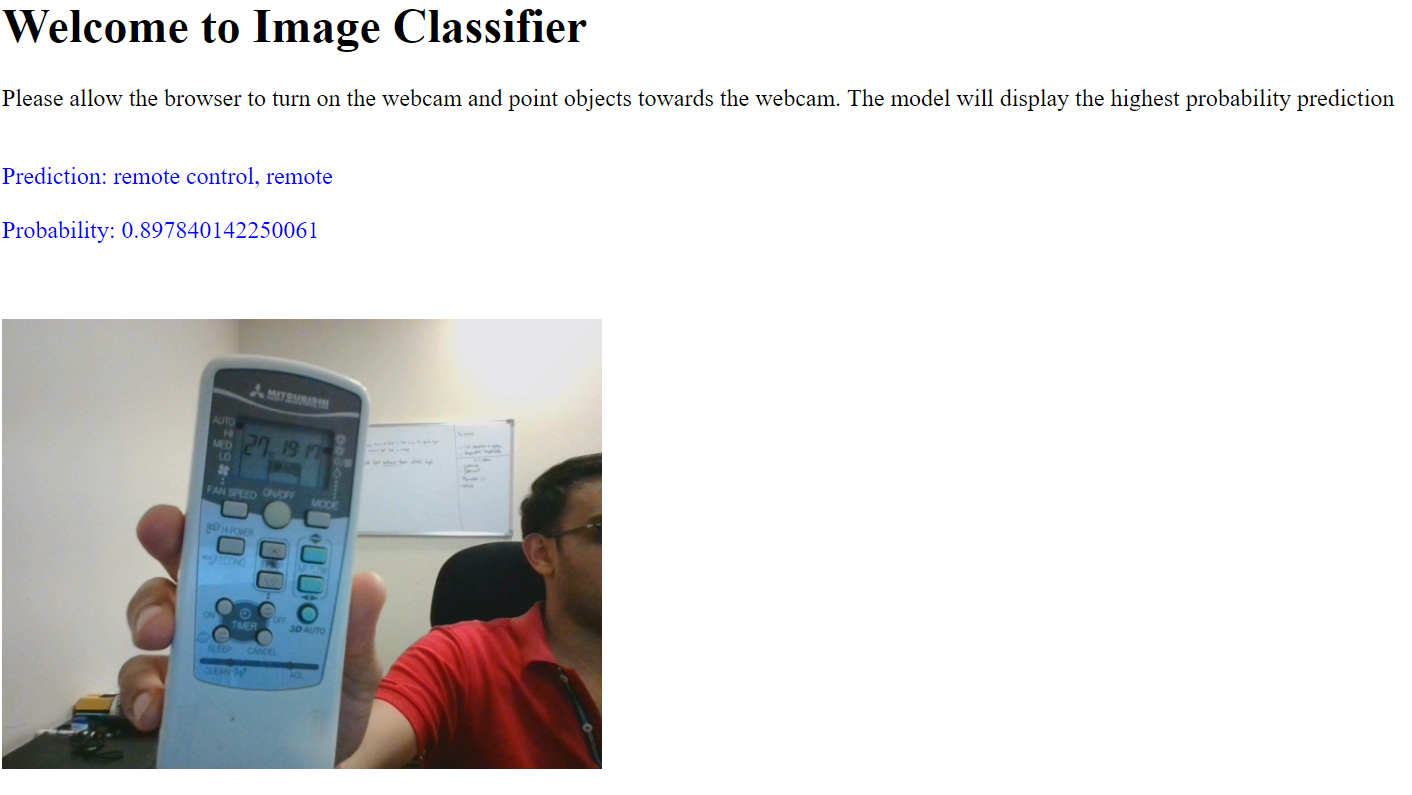 Welcome to Image Classifier
Please allow the browser to turn on the webcam and point objects towards the webcam. The model will display the highest probability prediction
Prediction: remote control, remote
Probability: 0.897840142250061
MITSUBISHI
AUTO
HI
MED
LO
27 19:17
FAN SPEED ON/OFF MODE
HI POWER
ECONO
AIR FLOW
ON OFF
TIMER
3D AUTO
SLEEP CANCEL
CLEAN ACL